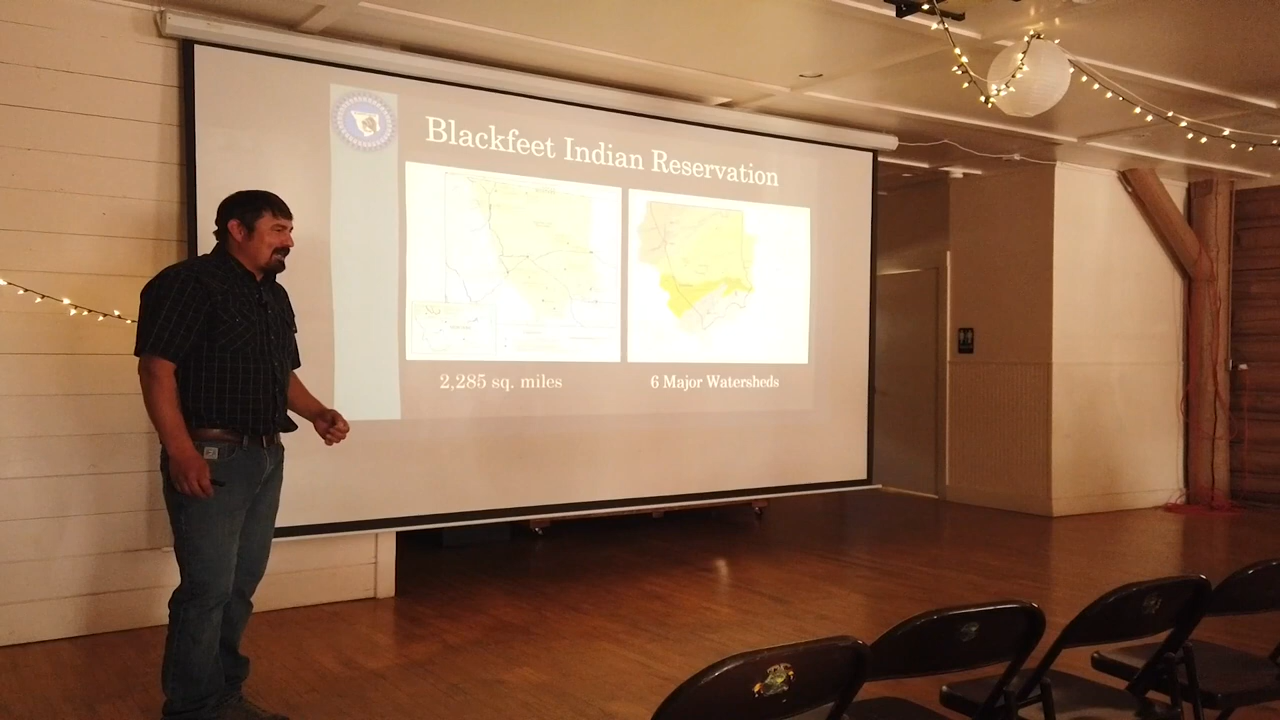 Blackfeet Indian Reservation
2,285 sq. miles
6 Major Watersheds